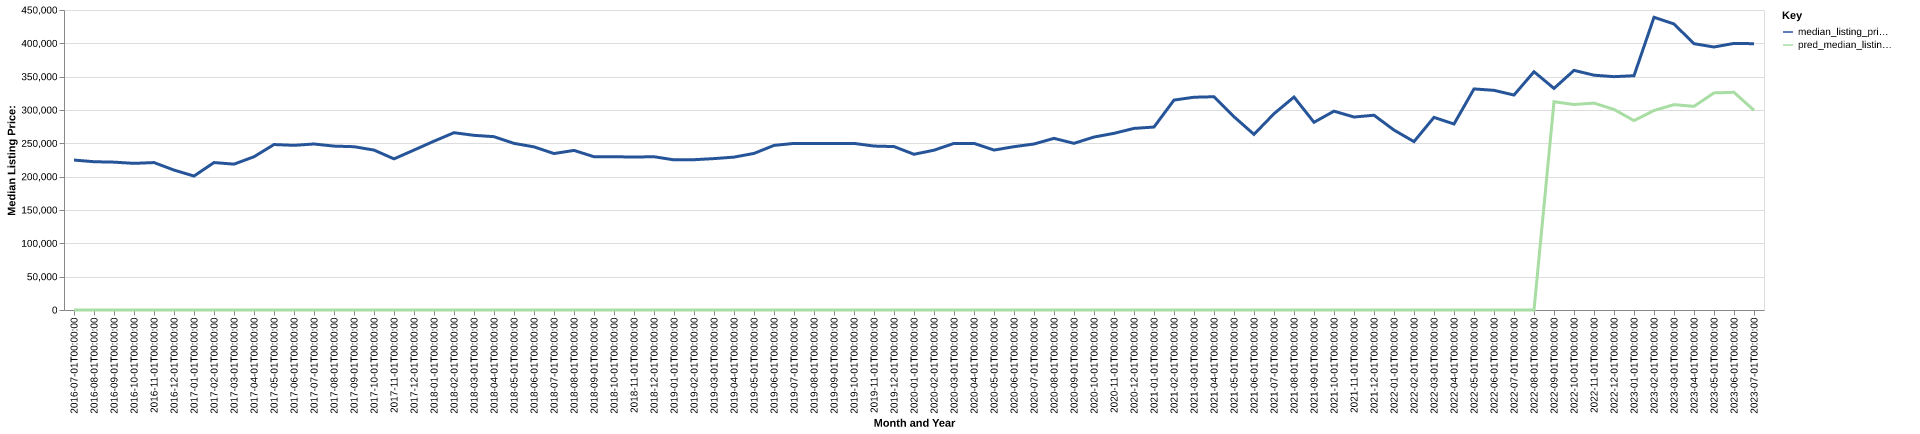 Median Listing Price:
450,000
400,000
350,000
300,000
250,000
200,000
150,000
100,000
50,000
0
2016-07-01T00:00:00
2016-08-01T00:00:00
2016-09-01T00:00:00
2016-10-01T00:00:00
2016-11-01T00:00:00
2016-12-01T00:00:00
2017-01-01T00:00:00
2017-02-01T00:00:00
2017-03-01T00:00:00
2017-04-01T00:00:00
2017-05-01T00:00:00
2017-06-01T00:00:00
2017-07-01T00:00:00
2017-08-01T00:00:00
2017-09-01T00:00:00
2017-10-01T00:00:00
2017-11-01T00:00:00
2017-12-01T00:00:00
2018-01-01T00:00:00
2018-02-01T00:00:00
2018-03-01T00:00:00
2018-04-01T00:00:00
2018-05-01T00:00:00
2018-06-01T00:00:00
2018-07-01T00:00:00
2018-08-01T00:00:00
2018-09-01T00:00:00
2018-10-01T00:00:00
2018-11-01T00:00:00
2018-12-01T00:00:00
2019-01-01T00:00:00
2019-02-01T00:00:00
2019-03-01T00:00:00
2019-04-01T00:00:00
2019-05-01T00:00:00
2019-06-01T00:00:00
2019-07-01T00:00:00
2019-08-01T00:00:00
2019-09-01T00:00:00
2019-10-01T00:00:00
2019-11-01T00:00:00
2019-12-01T00:00:00
2020-01-01T00:00:00
2020-02-01T00:00:00
2020-03-01T00:00:00
2020-04-01T00:00:00
2020-05-01T00:00:00
2020-06-01T00:00:00
2020-07-01T00:00:00
2020-08-01T00:00:00
2020-09-01T00:00:00
2020-10-01T00:00:00
2020-11-01T00:00:00
2020-12-01T00:00:00
2021-01-01T00:00:00
2021-02-01T00:00:00
2021-03-01T00:00:00
2021-04-01T00:00:00
2021-05-01T00:00:00
2021-06-01T00:00:00
2021-07-01T00:00:00
2021-08-01T00:00:00
2021-09-01T00:00:00
2021-10-01T00:00:00
2021-11-01T00:00:00
2021-12-01T00:00:00
2022-01-01T00:00:00
2022-02-01T00:00:00
2022-03-01T00:00:00
2022-04-01T00:00:00
2022-05-01T00:00:00
2022-06-01T00:00:00
2022-07-01T00:00:00
2022-08-01T00:00:00
2022-09-01T00:00:00
2022-10-01T00:00:00
2022-11-01T00:00:00
2022-12-01T00:00:00
2023-01-01T00:00:00
2023-02-01T00:00:00
2023-03-01T00:00:00
2023-04-01T00:00:00
2023-05-01T00:00:00
2023-06-01T00:00:00
2023-07-01T00:00:00
Month and Year
Key
median_listing_pri…
pred_median_listin…